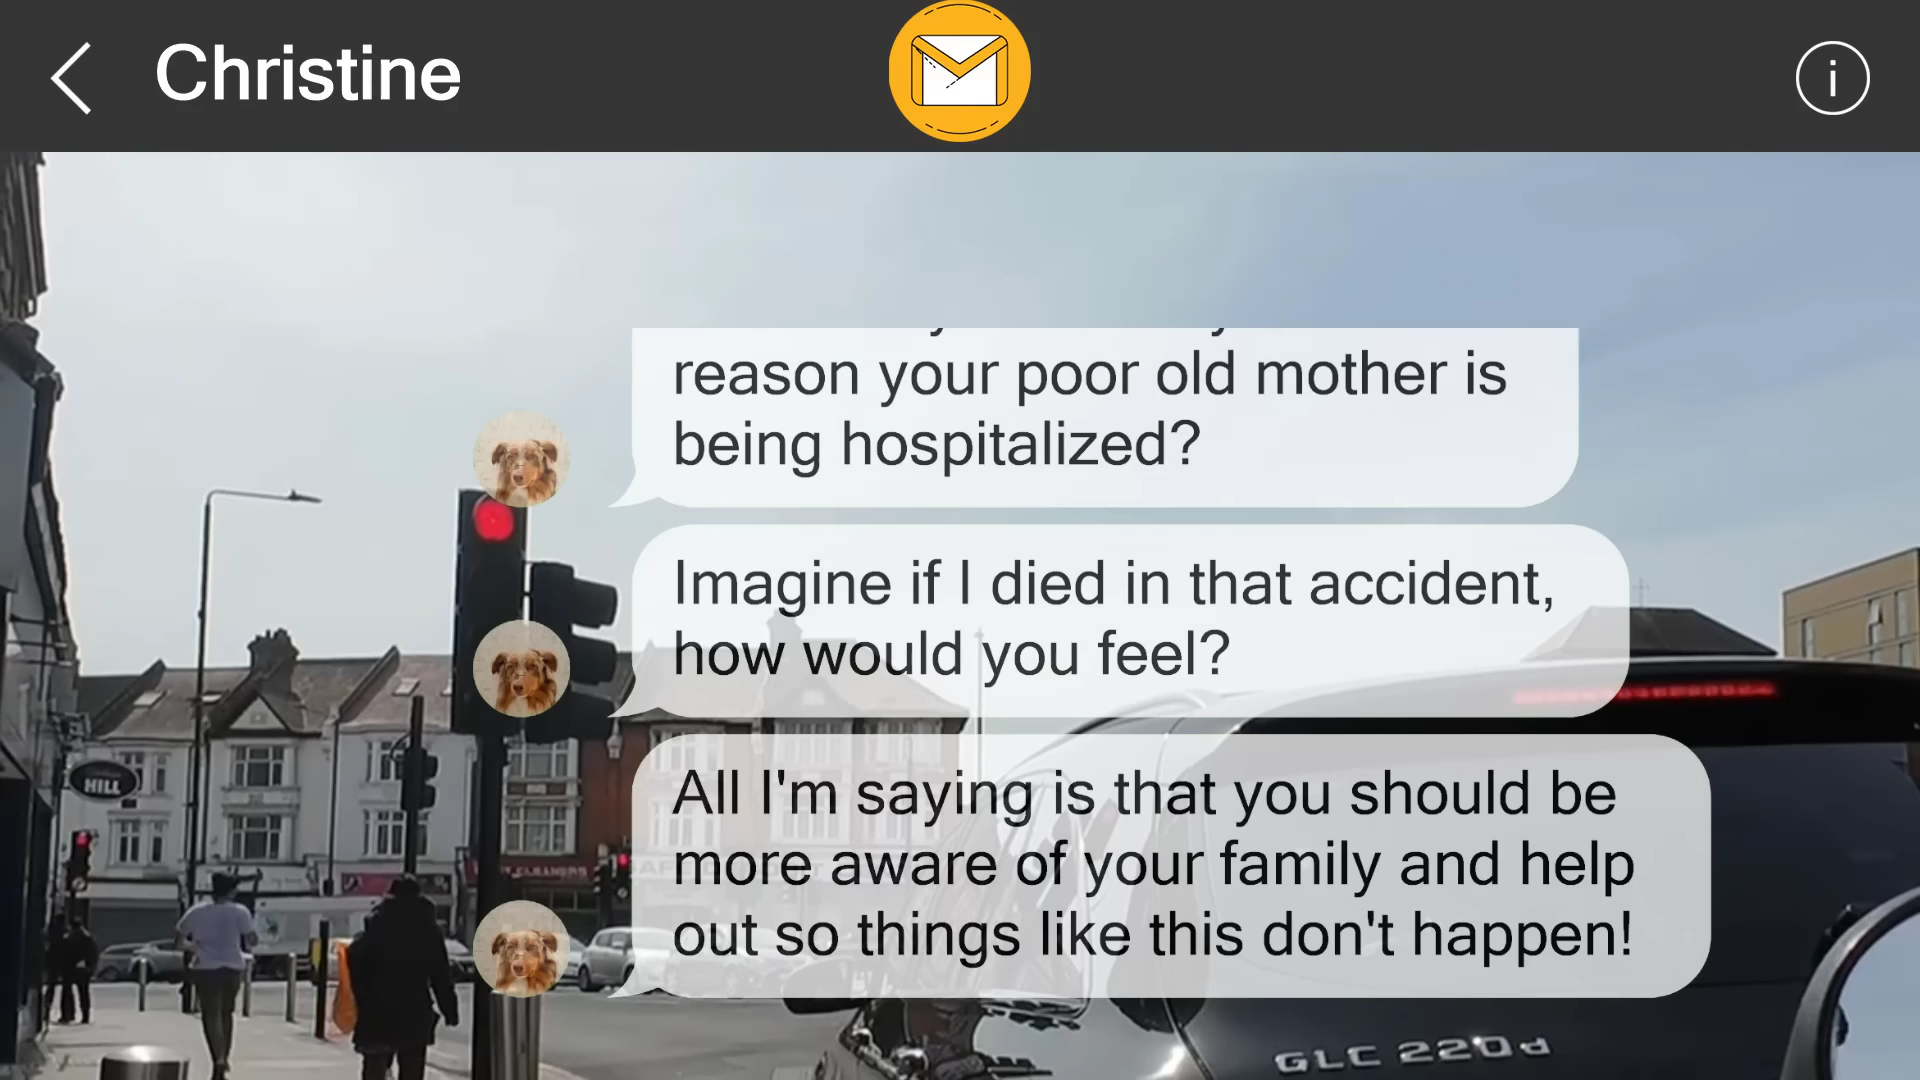 Christine
reason your poor old mother is
being hospitalized?
Imagine if I died in that accident,
how would you feel?
All I'm saying is that you should be
more aware of your family and help
out so things like this don't happen!
HILL
GLC 220d